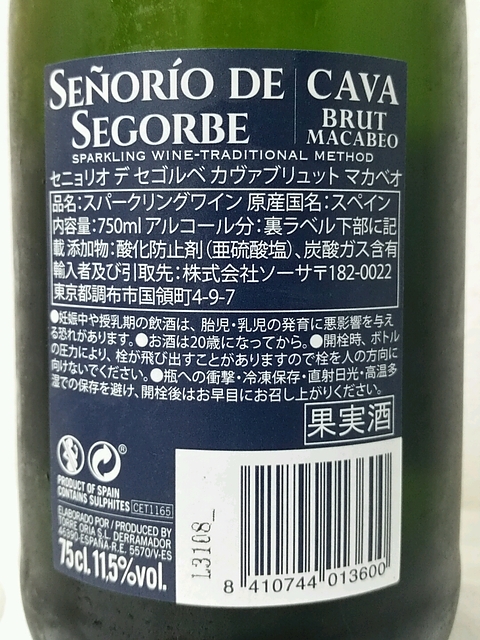 SEÑORÍO DE
SEGORBE
CAVA
BRUT
MACABEO
SPARKLING WINE-TRADITIONAL METHOD
セニョリオ デ セゴルベ カヴァブリュット マカベオ
品名:スパークリングワイン 原産国名:スペイン
内容量:750ml アルコール分:裏ラベル下部に記
載 添加物:酸化防止剤(亜硫酸塩)、炭酸ガス含有
輸入者及び引取先:株式会社ソーサ〒182-0022
東京都調布市国領町4-9-7
●妊娠中や授乳期の飲酒は、胎児・乳児の発育に悪影響を与え
る恐れがあります。●お酒は20歳になってから。●開栓時、ボトル
の圧力により、栓が飛び出すことがありますので栓を人の方向に
向けないでください。●瓶への衝撃・冷凍保存・直射日光・高温多
湿での保存を避け、開栓後はお早目にお召し上がりください。
果実酒
PRODUCT OF SPAIN
CONTAINS SULPHITES CET1165
ELABORADO POR / PRODUCED BY
TORRE ORIA S.L. DERRAMADOR
46390-ESPAÑA-R.E. 5570/V-ES
75cl. 11.5%vol.
L3108_
8 410744 013600